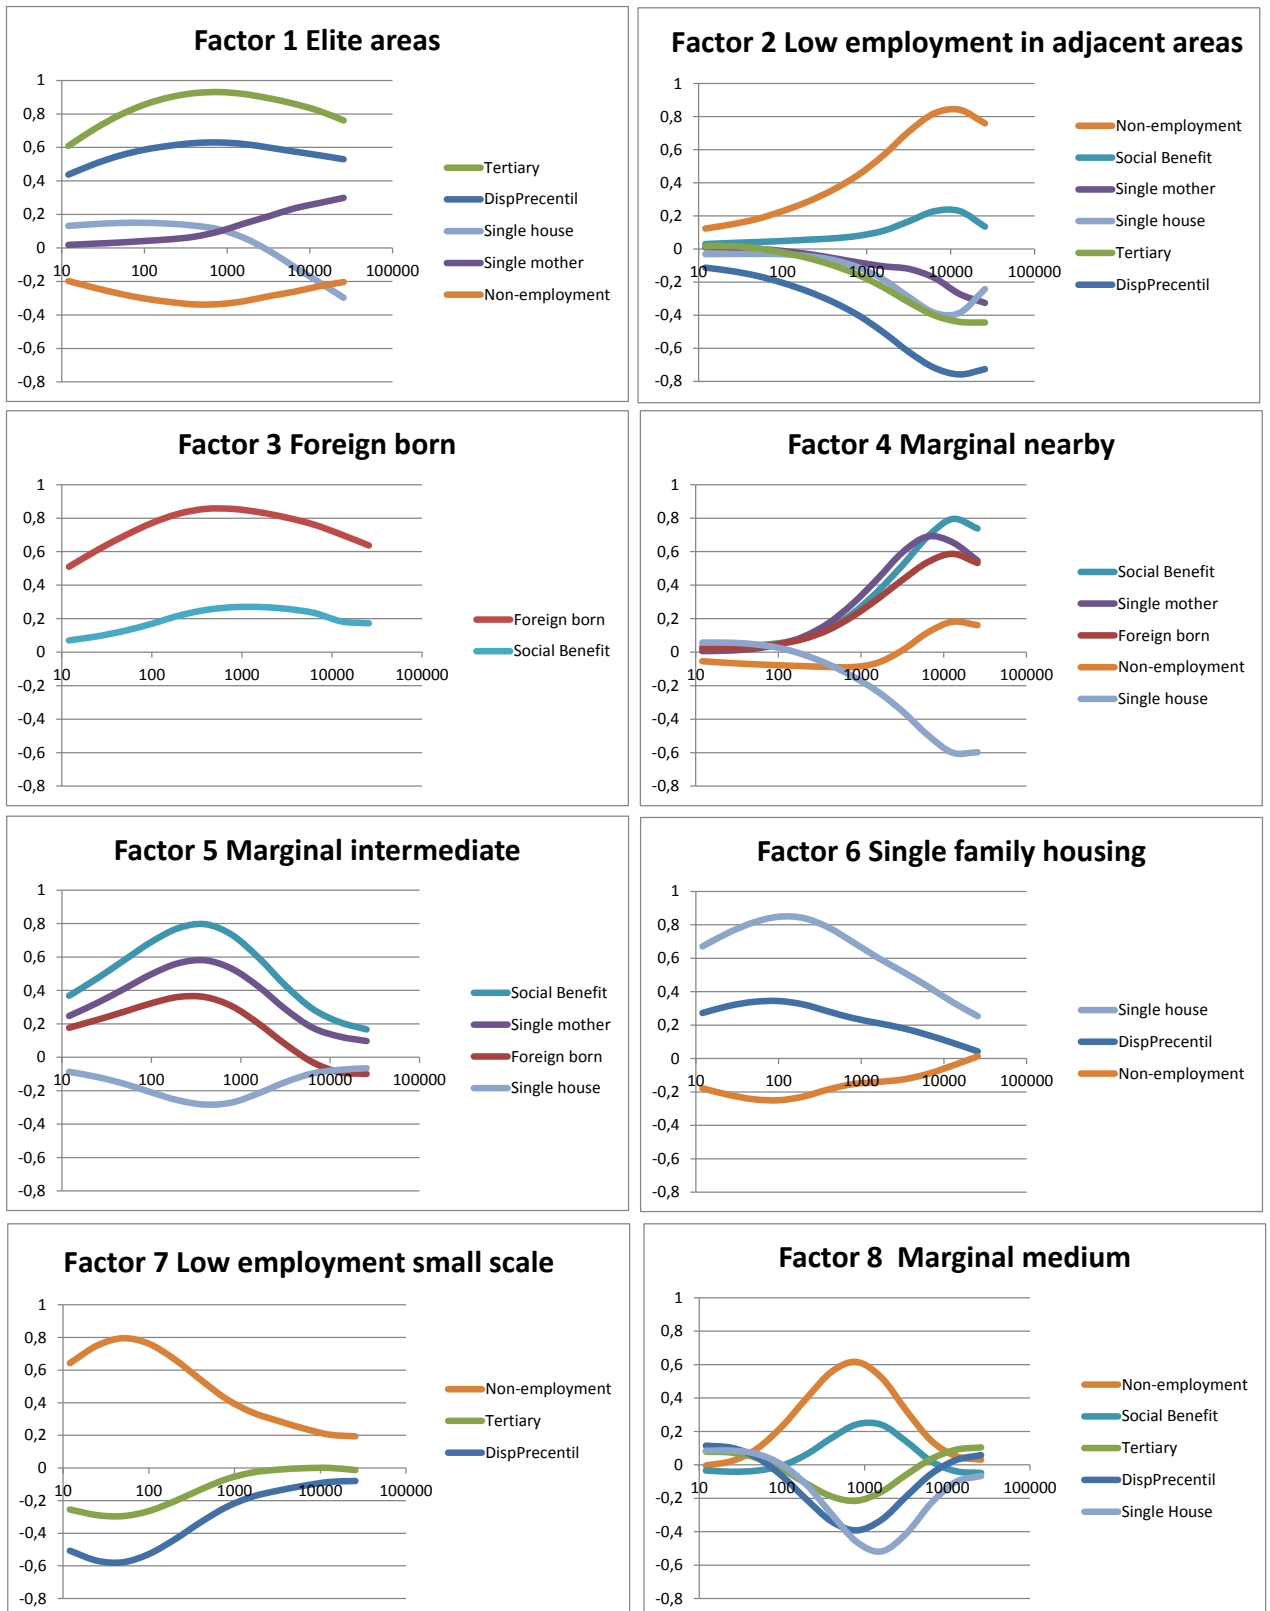 Factor 1 Elite areas
1
0,8
0,6
0,4
0,2
0
-0,2
-0,4
-0,6
-0,8
10 100 1000 10000 100000
Tertiary
DispPrecentil
Single house
Single mother
Non-employment
Factor 2 Low employment in adjacent areas
1
0,8
0,6
0,4
0,2
0
-0,2
-0,4
-0,6
-0,8
10 100 1000 10000 100000
Non-employment
Social Benefit
Single mother
Single house
Tertiary
DispPrecentil
Factor 3 Foreign born
1
0,8
0,6
0,4
0,2
0
-0,2
-0,4
-0,6
-0,8
10 100 1000 10000 100000
Foreign born
Social Benefit
Factor 4 Marginal nearby
1
0,8
0,6
0,4
0,2
0
-0,2
-0,4
-0,6
-0,8
10 100 1000 10000 100000
Social Benefit
Single mother
Foreign born
Non-employment
Single house
Factor 5 Marginal intermediate
1
0,8
0,6
0,4
0,2
0
-0,2
-0,4
-0,6
-0,8
10 100 1000 10000 100000
Social Benefit
Single mother
Foreign born
Single house
Factor 6 Single family housing
1
0,8
0,6
0,4
0,2
0
-0,2
-0,4
-0,6
-0,8
10 100 1000 10000 100000
Single house
DispPrecentil
Non-employment
Factor 7 Low employment small scale
1
0,8
0,6
0,4
0,2
0
-0,2
-0,4
-0,6
-0,8
10 100 1000 10000 100000
Non-employment
Tertiary
DispPrecentil
Factor 8 Marginal medium
1
0,8
0,6
0,4
0,2
0
-0,2
-0,4
-0,6
-0,8
10 100 1000 10000 100000
Non-employment
Social Benefit
Tertiary
DispPrecentil
Single House